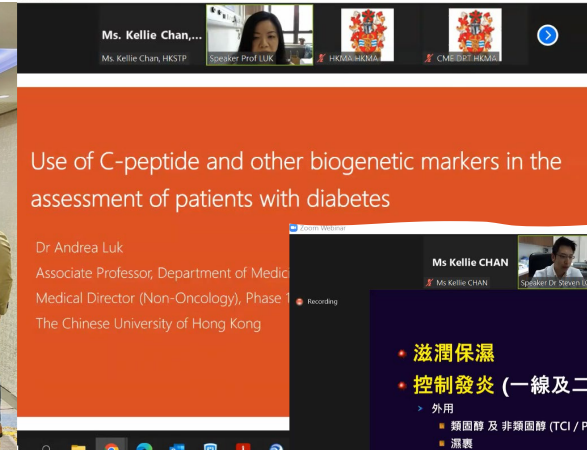 Ms. Kellie Chan,...
Ms. Kellie Chan, HKSTP
Speaker Prof LUK
HKMA HKMA
CME DPT HKMA
Use of C-peptide and other biogenetic markers in the
assessment of patients with diabetes
Dr Andrea Luk
Associate Professor, Department of Medic
Medical Director (Non-Oncology), Phase 1
The Chinese University of Hong Kong
Zoom Webinar
Ms Kellie CHAN
Ms Kellie CHAN
Speaker Dr Steven LO
Recording
滋潤保濕
控制發炎 (一線及二
外用
類固醇 及 非類固醇 (TCI / P
濕裹